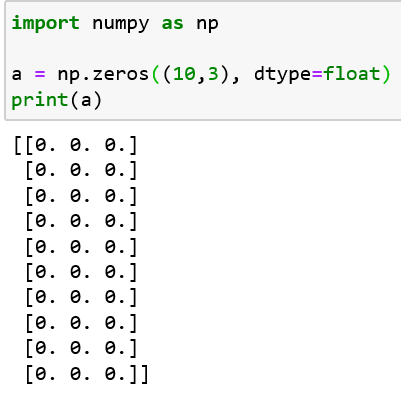 import numpy as np
a = np.zeros((10,3), dtype=float)
print(a)
[[0. 0. 0.]
 [0. 0. 0.]
 [0. 0. 0.]
 [0. 0. 0.]
 [0. 0. 0.]
 [0. 0. 0.]
 [0. 0. 0.]
 [0. 0. 0.]
 [0. 0. 0.]
 [0. 0. 0.]]